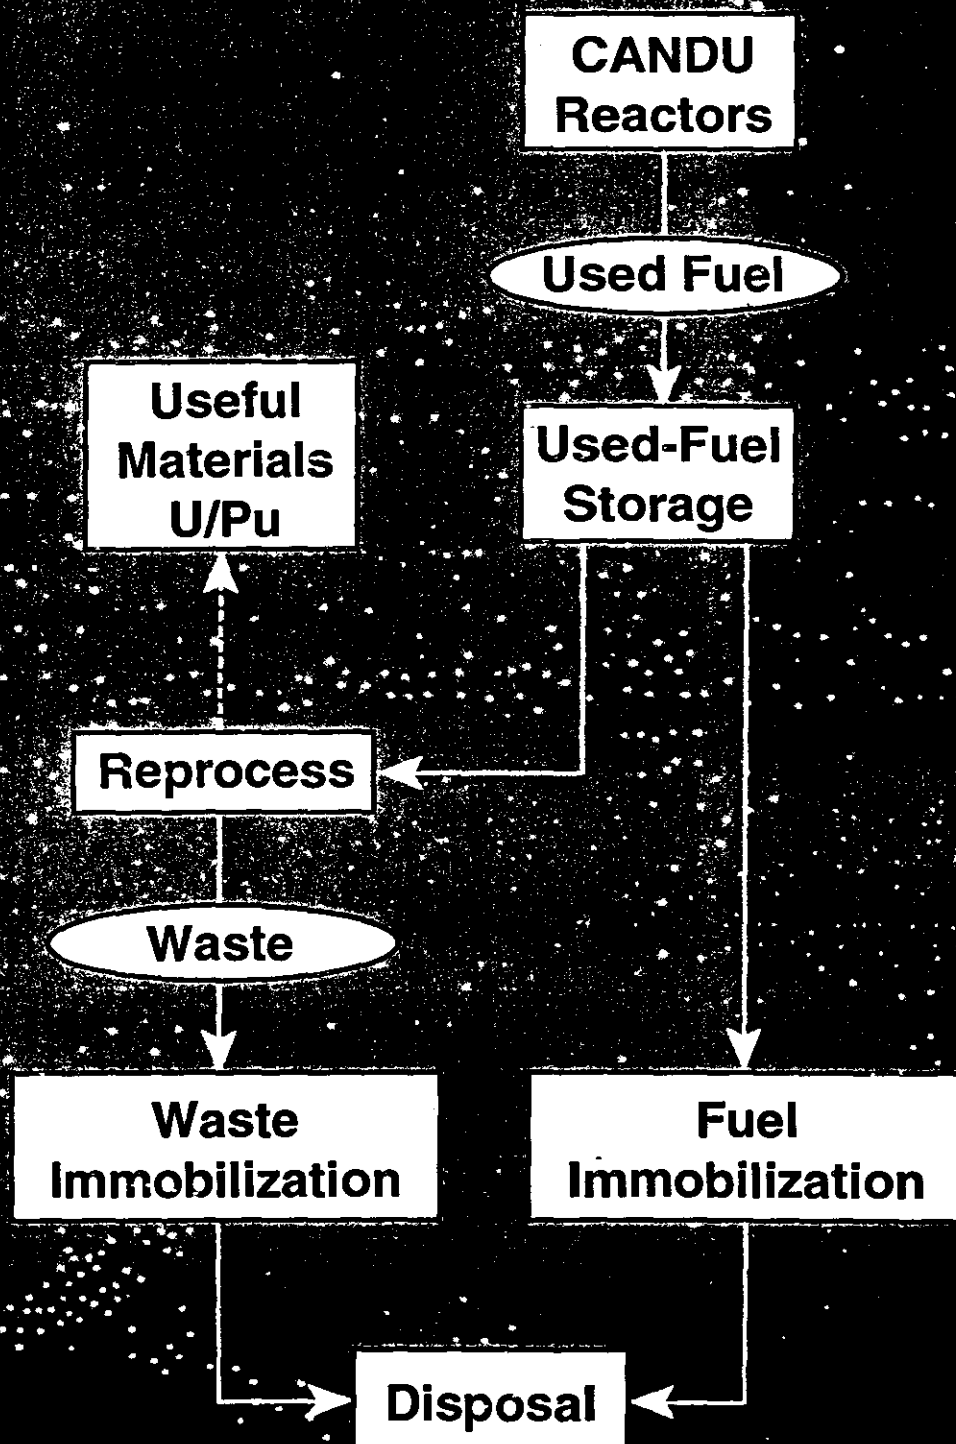 CANDU
Reactors
Used Fuel
Useful
Materials
U/Pu
Used-Fuel
Storage
Reprocess
Waste
Waste
Immobilization
Fuel
Immobilization
Disposal